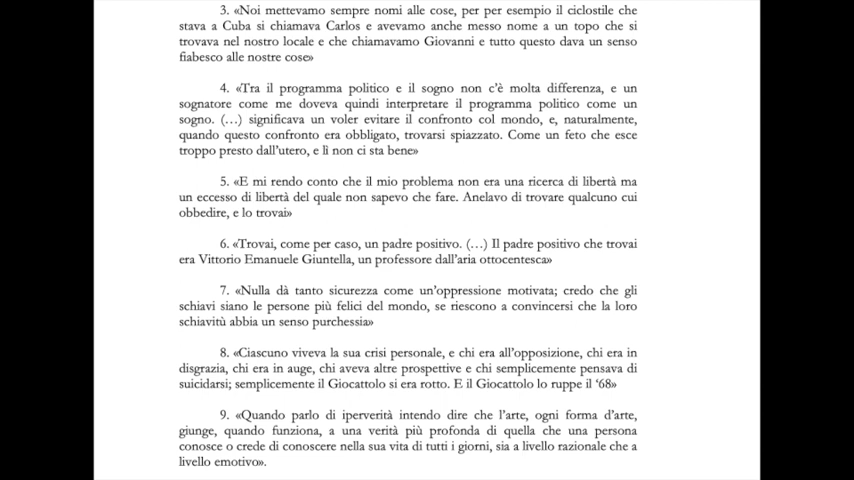 3. «Noi mettevamo sempre nomi alle cose, per per esempio il ciclostile che
stava a Cuba si chiamava Carlos e avevamo anche messo nome a un topo che si
trovava nel nostro locale e che chiamavamo Giovanni e tutto questo dava un senso
fiabesco alle nostre cose»
4. «Tra il programma politico e il sogno non c'è molta differenza, e un
sognatore come me doveva quindi interpretare il programma politico come un
sogno. (…) significava un voler evitare il confronto col mondo, e, naturalmente,
quando questo confronto era obbligato, trovarsi spiazzato. Come un feto che esce
troppo presto dall'utero, e lì non ci sta bene»
5. «E mi rendo conto che il mio problema non era una ricerca di libertà ma
un eccesso di libertà del quale non sapevo che fare. Anelavo di trovare qualcuno cui
obbedire, e lo trovai»
6. «Trovai, come per caso, un padre positivo. (…) Il padre positivo che trovai
era Vittorio Emanuele Giuntella, un professore dall'aria ottocentesca»
7. «Nulla dà tanto sicurezza come un'oppressione motivata; credo che gli
schiavi siano le persone più felici del mondo, se riescono a convincersi che la loro
schiavitù abbia un senso purchessia»
8. «Ciascuno viveva la sua crisi personale, e chi era all'opposizione, chi era in
disgrazia, chi era in auge, chi aveva altre prospettive e chi semplicemente pensava di
suicidarsi; semplicemente il Giocattolo si era rotto. E il Giocattolo lo ruppe il '68»
9. «Quando parlo di iperverità intendo dire che l'arte, ogni forma d'arte,
giunge, quando funziona, a una verità più profonda di quella che una persona
conosce o crede di conoscere nella sua vita di tutti i giorni, sia a livello razionale che a
livello emotivo».